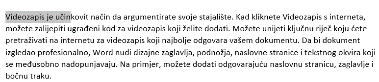 Videozapis je učinkovit način da argumentirate svoje stajalište. Kad kliknete Videozapis s interneta,
možete zalijepiti ugrađeni kod za videozapis koji želite dodati. Možete unijeti ključnu riječ koju ćete
pretraživati na internetu za videozapis koji najbolje odgovara vašem dokumentu. Da bi dokument
izgledao profesionalno, Word nudi dizajne zaglavlja, podnožja, naslovne stranice i tekstnog okvira koji
se međusobno nadopunjavaju. Na primjer, možete dodati odgovarajuću naslovnu stranicu, zaglavlje i
bočnu traku.